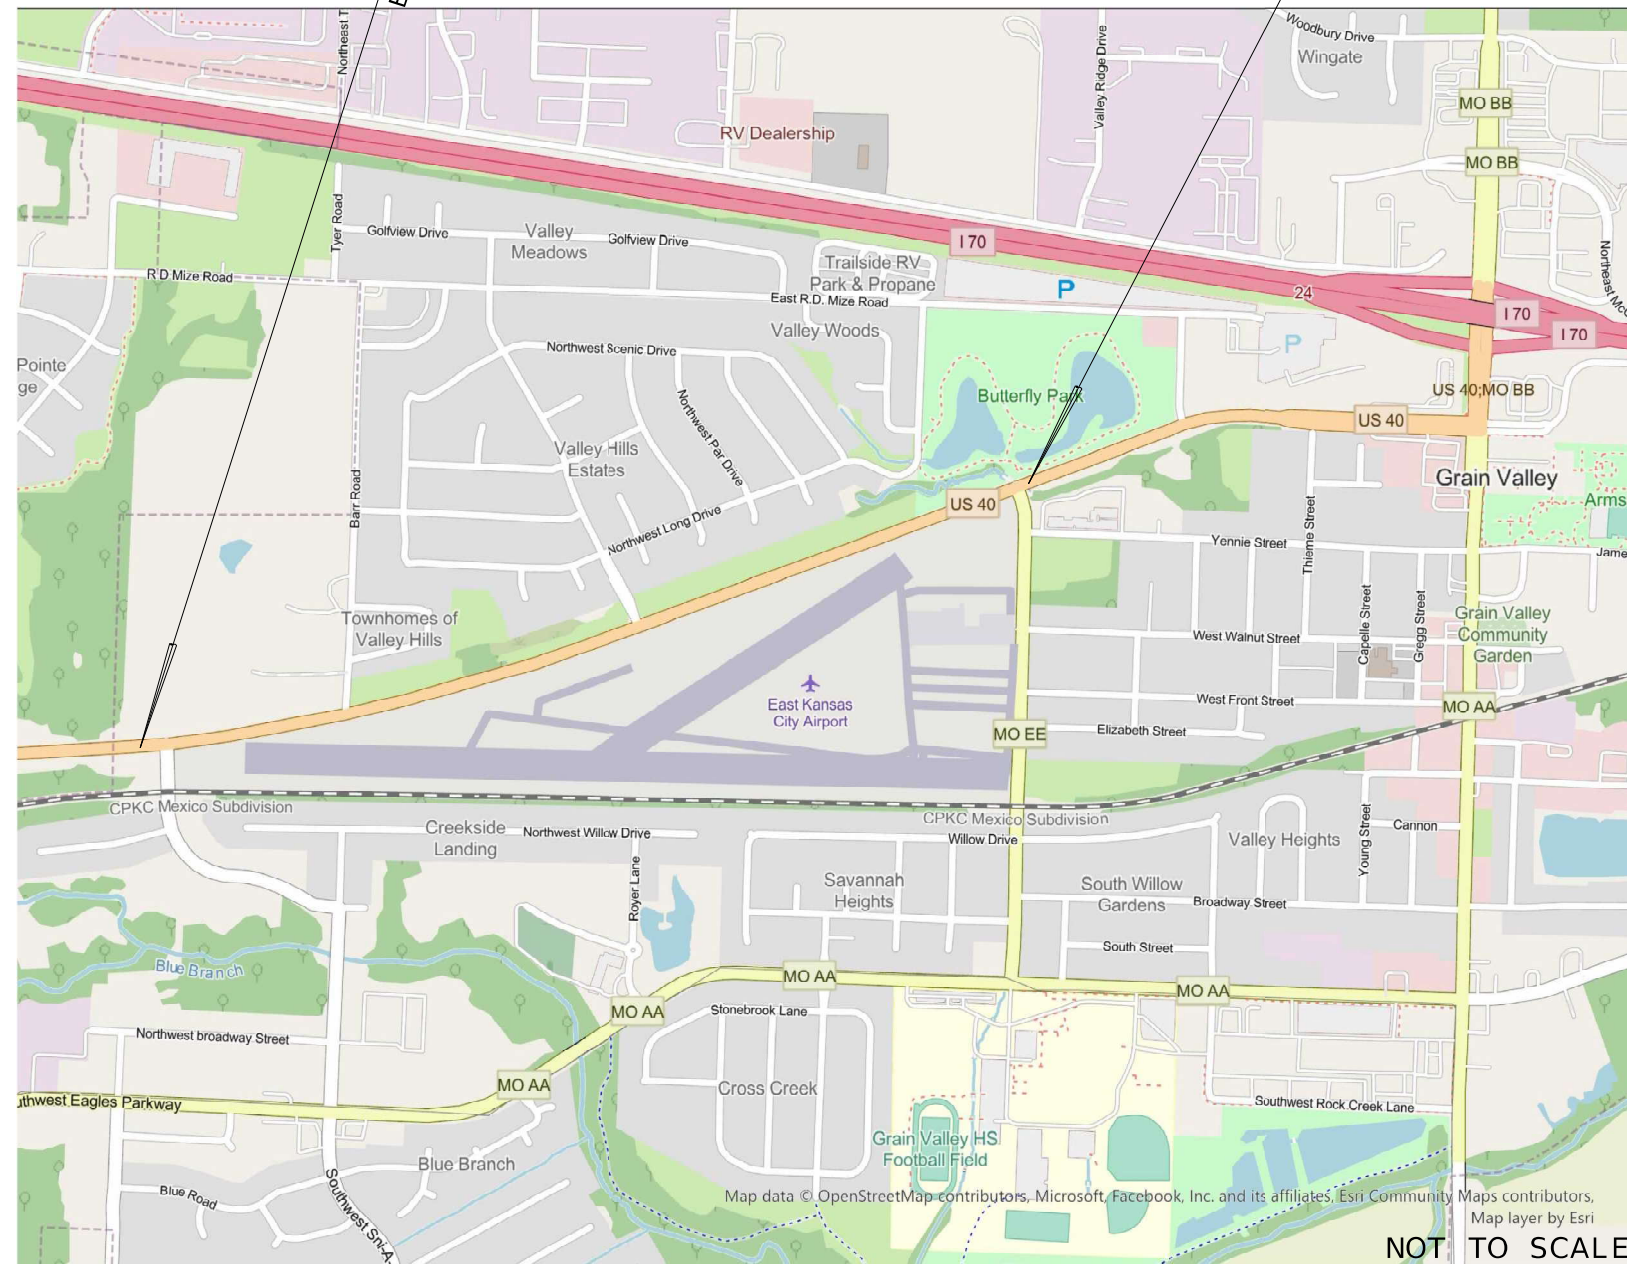 Woodbury Drive
Wingate
Northeast T
Valley Ridge Drive
MO BB
RV Dealership
MO BB
Tyer Road
Golfview Drive
Valley
Meadows
Golfview Drive
I 70
Northeast McC
Trailside RV
Park & Propane
R D Mize Road
East R.D. Mize Road
P
24
I 70
I 70
Valley Woods
P
Northwest Scenic Drive
Pointe
ge
Butterfly Park
US 40;MO BB
Northwest Par Drive
US 40
Valley Hills
Estates
Grain Valley
Barr Road
US 40
Arms
Northwest Long Drive
Yennie Street
Thieme Street
Jame
Townhomes of
Valley Hills
Capelle Street
Gregg Street
Grain Valley
Community
Garden
West Walnut Street
East Kansas
City Airport
West Front Street
MO AA
MO EE
Elizabeth Street
CPKC Mexico Subdivision
CPKC Mexico Subdivision
Creekside
Landing
Northwest Willow Drive
Willow Drive
Valley Heights
Young Street
Cannon
Royer Lane
Savannah
Heights
South Willow
Gardens
Broadway Street
South Street
Blue Branch
MO AA
MO AA
MO AA
Stonebrook Lane
Northwest broadway Street
MO AA
Cross Creek
uthwest Eagles Parkway
Southwest Rock Creek Lane
Grain Valley HS
Football Field
Blue Branch
Blue Road
Southwest Sni-A-
Map data © OpenStreetMap contributors, Microsoft, Facebook, Inc. and its affiliates, Esri Community Maps contributors,
Map layer by Esri
NOT TO SCALE